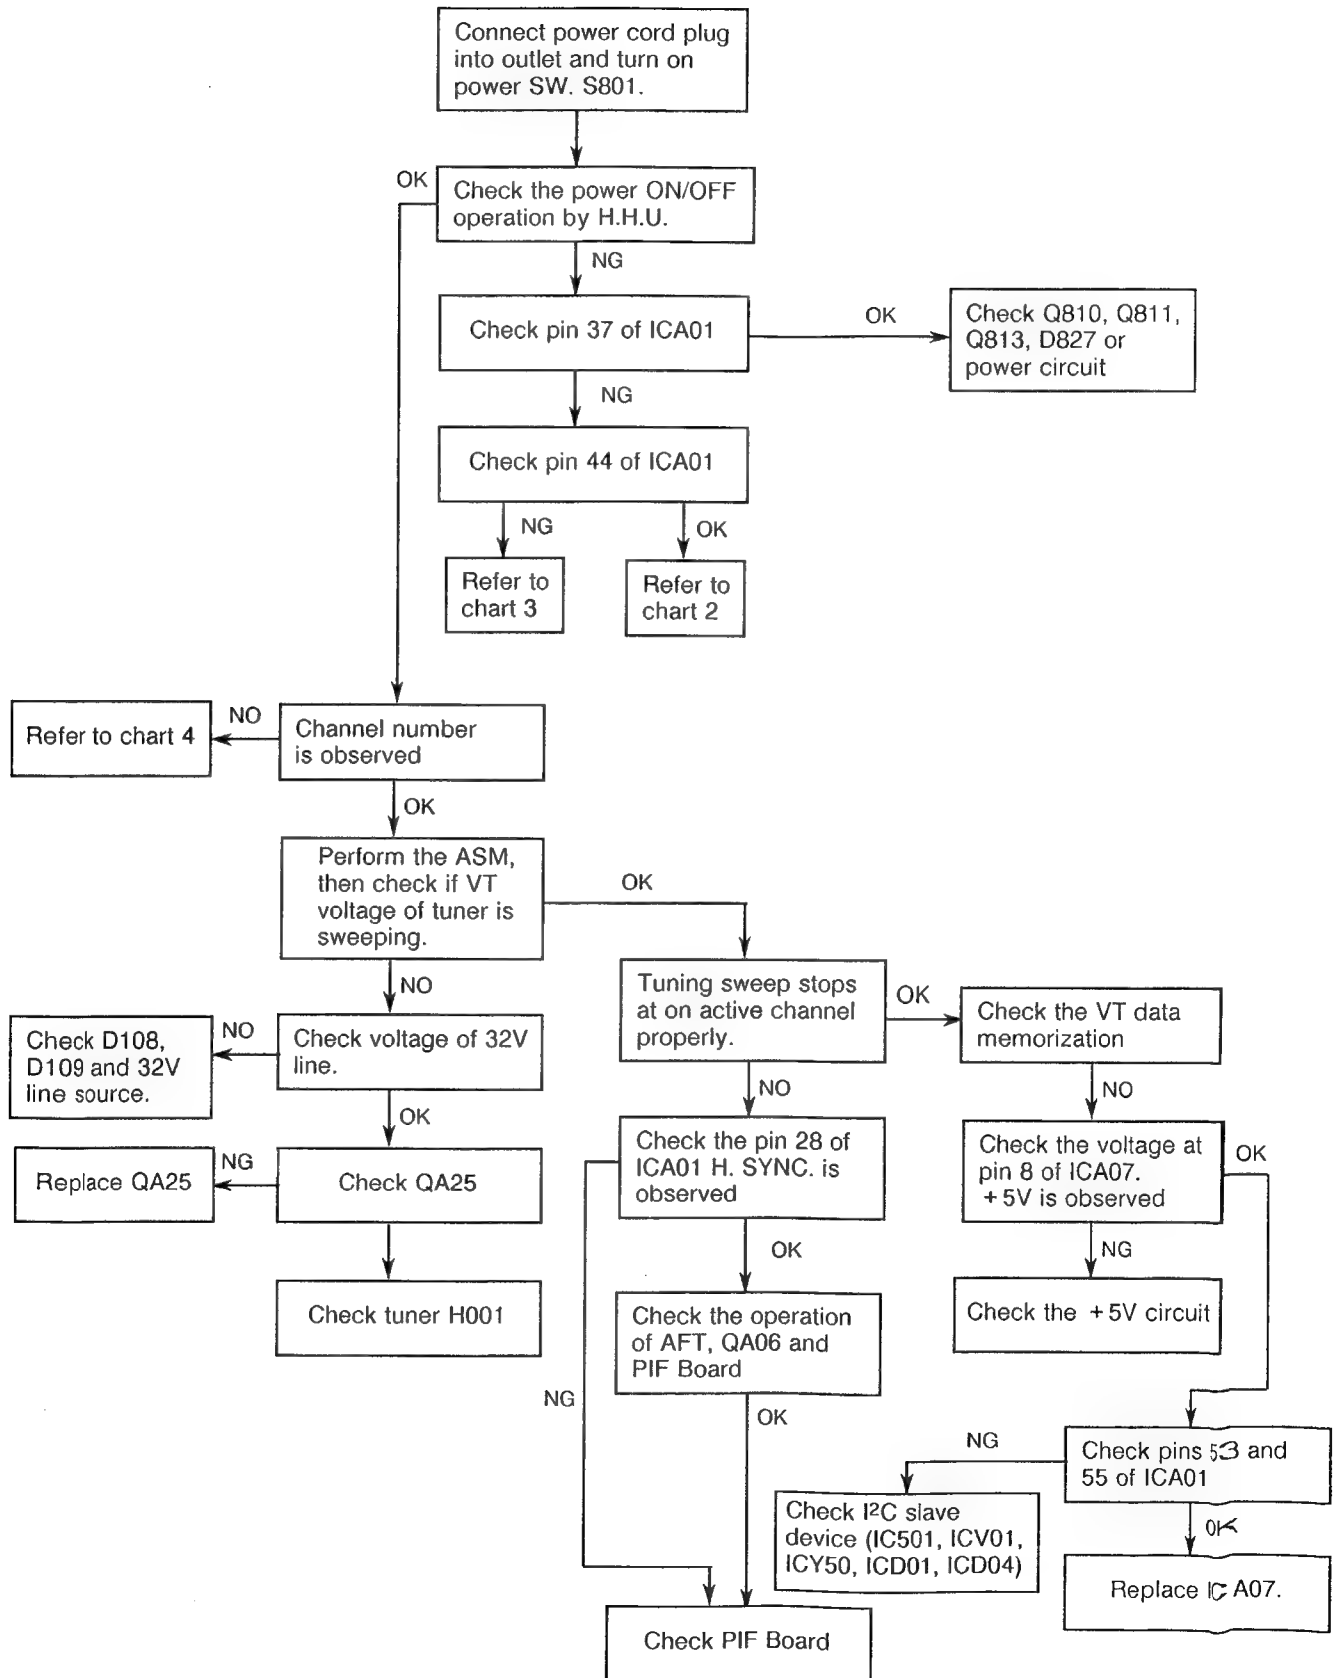 Connect power cord plug
into outlet and turn on
power SW. S801.
OK
Check the power ON/OFF
operation by H.H.U.
NG
Check pin 37 of ICA01
OK
Check Q810, Q811,
Q813, D827 or
power circuit
NG
Check pin 44 of ICA01
NG
OK
Refer to
chart 3
Refer to
chart 2
Refer to chart 4
NO
Channel number
is observed
OK
Perform the ASM,
then check if VT
voltage of tuner is
sweeping.
OK
NO
Tuning sweep stops
at on active channel
properly.
OK
Check the VT data
memorization
Check D108,
D109 and 32V
line source.
NO
Check voltage of 32V
line.
OK
NO
NO
Replace QA25
NG
Check QA25
Check the pin 28 of
ICA01 H. SYNC. is
observed
Check the voltage at
pin 8 of ICA07.
+5V is observed
OK
OK
NG
Check tuner H001
Check the operation
of AFT, QA06 and
PIF Board
Check the +5V circuit
NG
OK
NG
Check pins 53 and
55 of ICA01
Check I²C slave
device (IC501, ICV01,
ICY50, ICD01, ICD04)
OK
Replace IC A07.
Check PIF Board